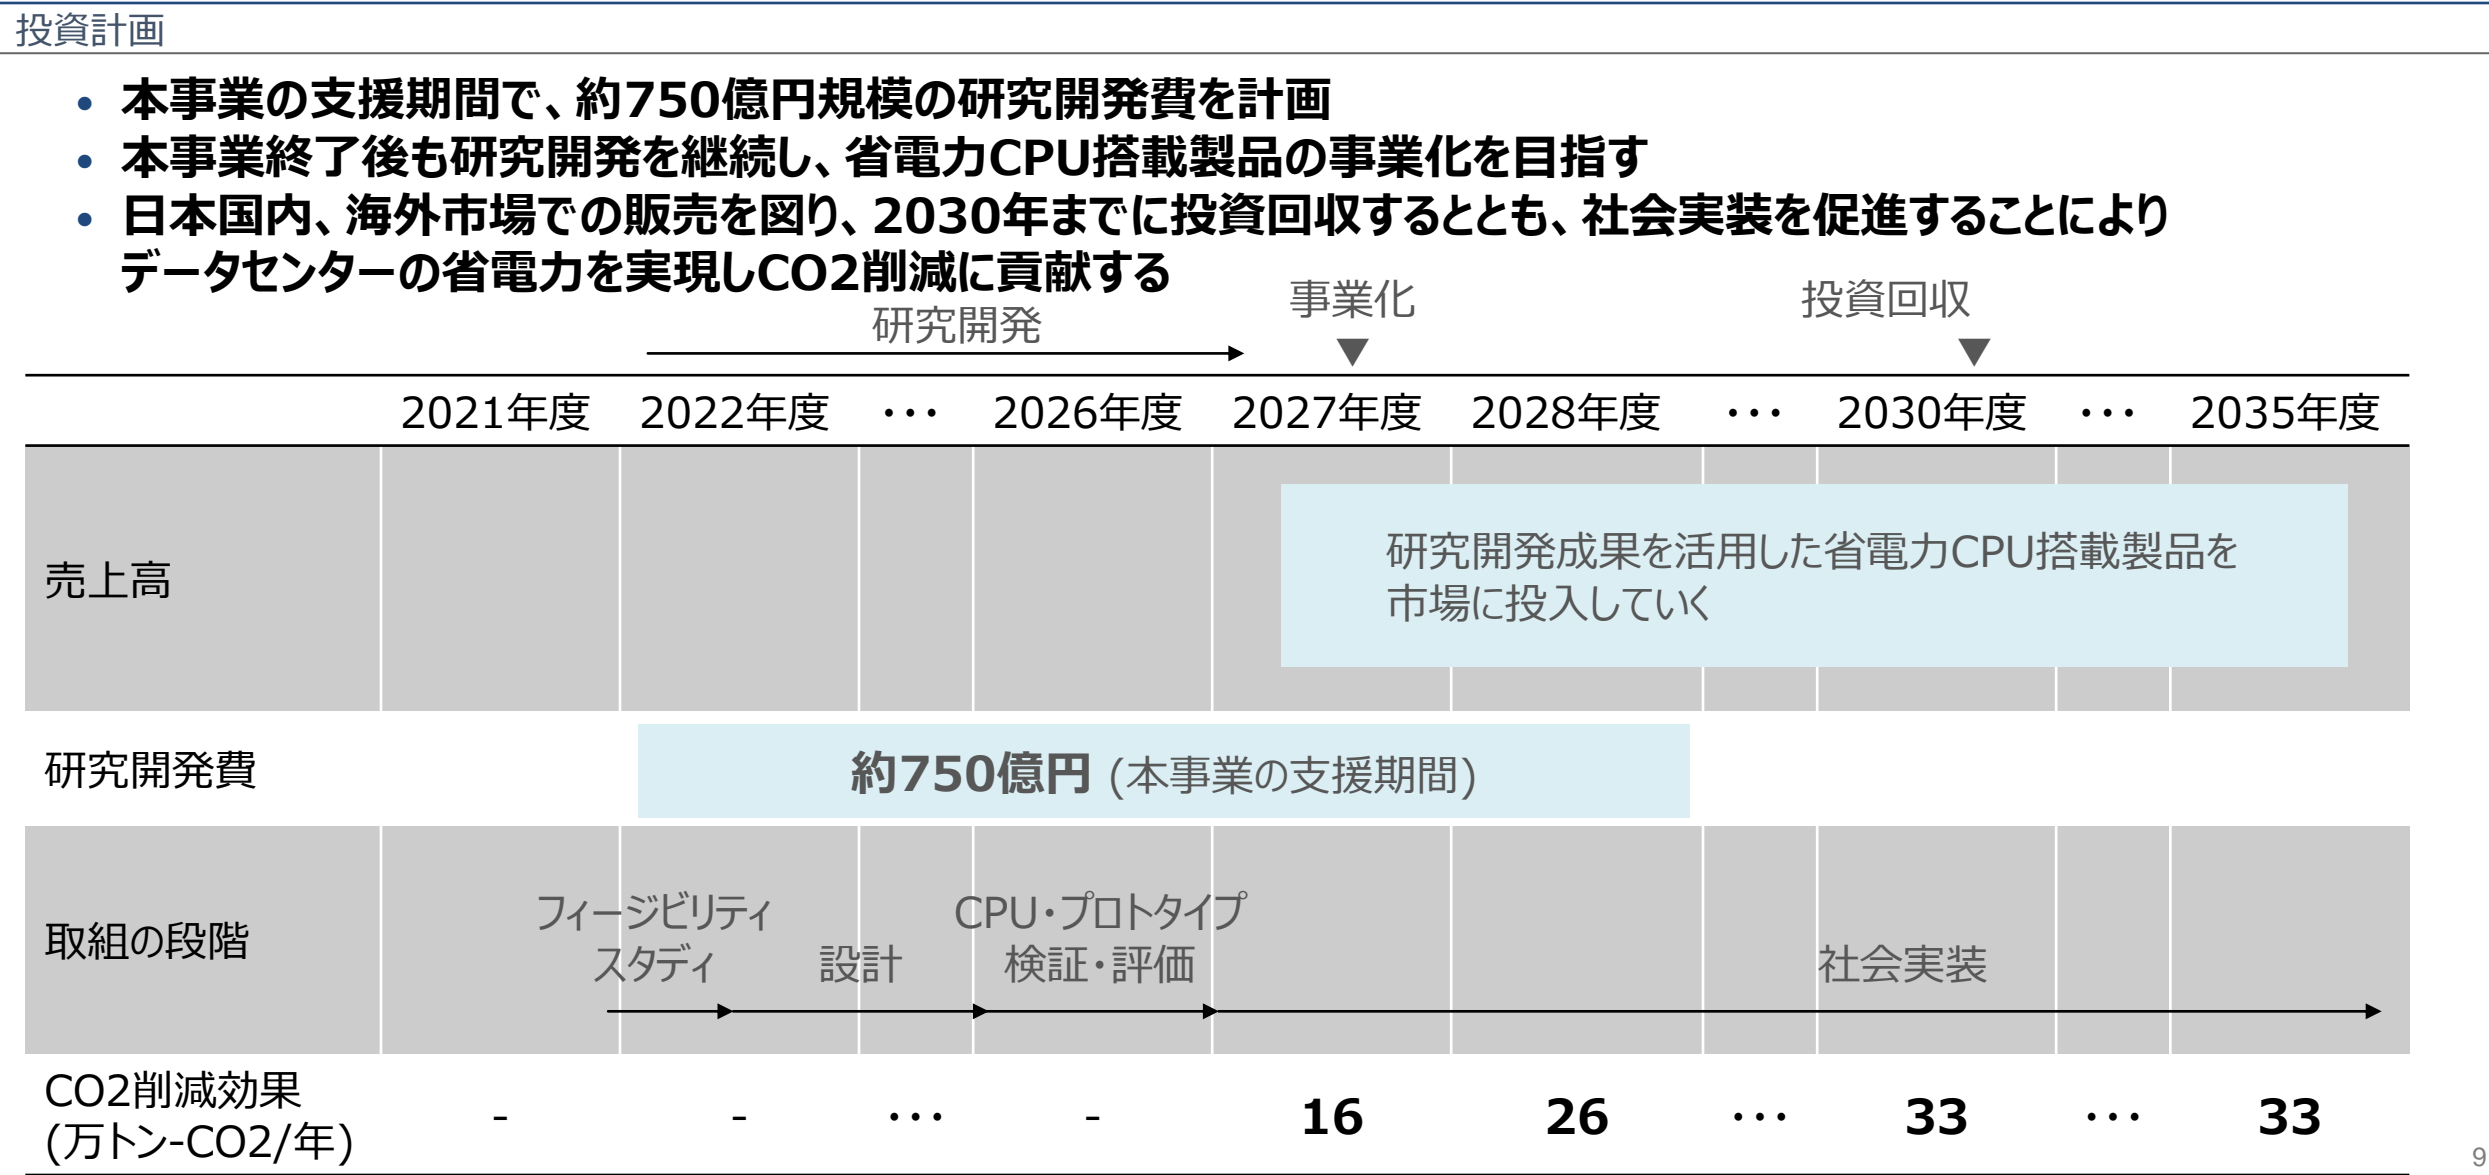 投資計画
• 本事業の支援期間で、約750億円規模の研究開発費を計画
• 本事業終了後も研究開発を継続し、省電力CPU搭載製品の事業化を目指す
• 日本国内、海外市場での販売を図り、2030年までに投資回収するととも、社会実装を促進することにより
データセンターの省電力を実現しCO2削減に貢献する
研究開発 事業化 投資回収
▼ ▼
2021年度 2022年度 ・・・ 2026年度 2027年度 2028年度 ・・・ 2030年度 ・・・ 2035年度
売上高
研究開発成果を活用した省電力CPU搭載製品を
市場に投入していく
研究開発費
約750億円 (本事業の支援期間)
取組の段階
フィージビリティ
スタディ
設計
CPU・プロトタイプ
検証・評価
社会実装
CO2削減効果
(万トン-CO2/年)
- - ・・・ - 16 26 ・・・ 33 ・・・ 33
9